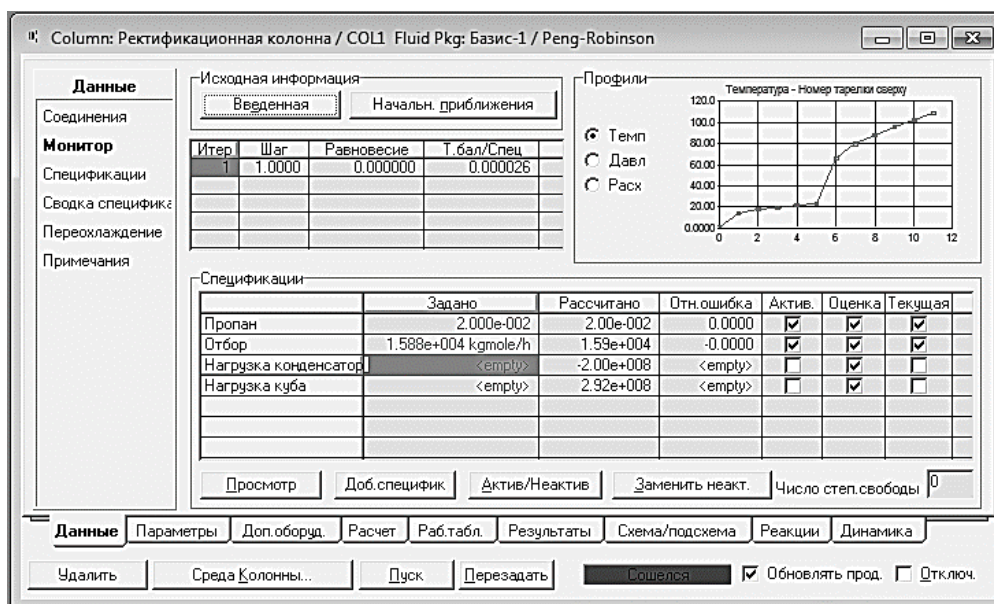 Column: Ректификационная колонна / COL1 Fluid Pkg: Базис-1 / Peng-Robinson
Данные
Соединения
Монитор
Спецификации
Сводка специфика
Переохлаждение
Примечания
Исходная информация
Введенная Начальн. приближения
Итер Шаг Равновесие Т.бал/Спец
1 1.0000 0.000000 0.000026
Профили
Темп
Давл
Расх
Температура - Номер тарелки сверху
120.0
100.0
80.00
60.00
40.00
20.00
0.0000
0 2 4 6 8 10 12
Спецификации
Задано Рассчитано Отн.ошибка Актив. Оценка Текущая
Пропан 2.000e-002 2.00e-002 0.0000
Отбор 1.588e+004 kgmole/h 1.59e+004 -0.0000
Нагрузка конденсатор <empty> -2.00e+008 <empty>
Нагрузка куба <empty> 2.92e+008 <empty>
Просмотр Доб.специфик Актив/Неактив Заменить неакт. Число степ.свободы 0
Данные Параметры Доп.оборуд. Расчет Раб.табл. Результаты Схема/подсхема Реакции Динамика
Удалить Среда Колонны... Пуск Перезадать Сошелся Обновлять прод. Отключ.